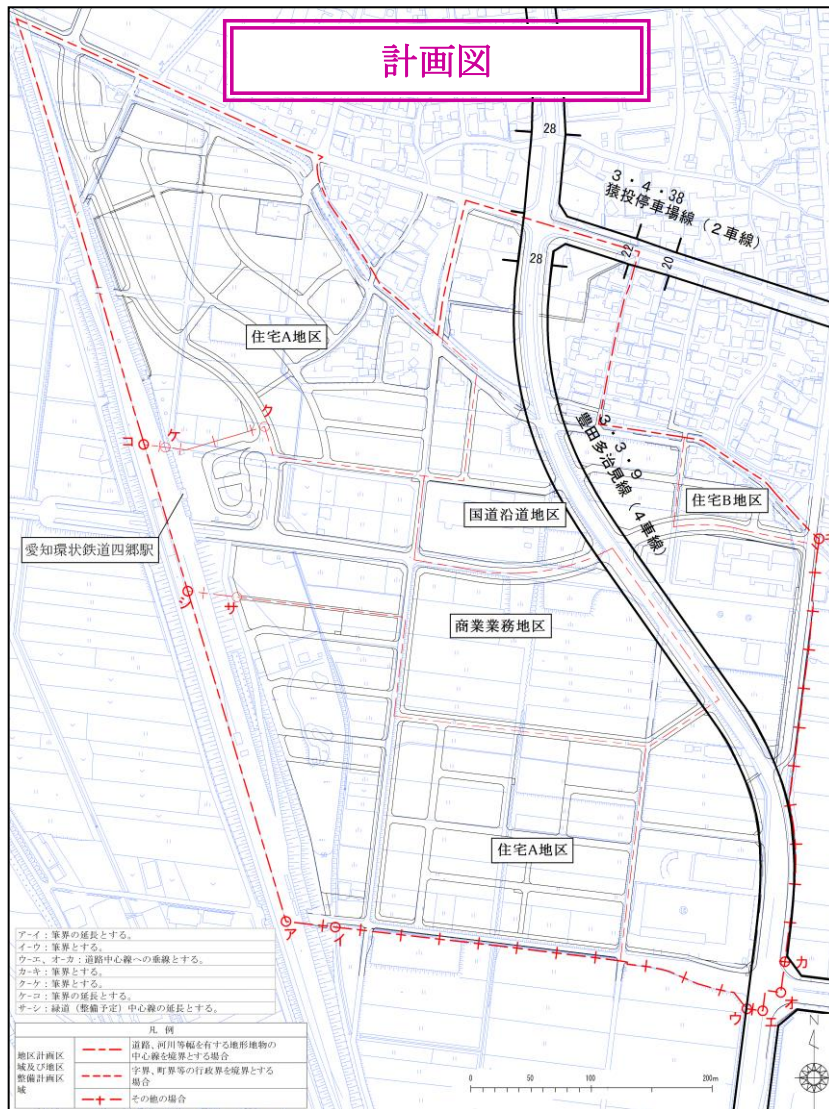 計画図
28
3・4・38
猿投停車場線（2車線）
28
22
20
住宅A地区
ク
コ
ケ
3・3・9
豊田多治見線（4車線）
住宅B地区
国道沿道地区
愛知環状鉄道四郷駅
シ
サ
商業業務地区
住宅A地区
ア
イ
カ
オ
ウ
エ
ア-イ：筆界の延長とする。
イ-ウ：筆界とする。
ウ-エ、オ-カ：道路中心線への垂線とする。
カ-キ：筆界とする。
ク-ケ：筆界とする。
ケ-コ：筆界の延長とする。
サ-シ：緑道（整備予定）中心線の延長とする。
凡 例
地区計画区域及び地区整備計画区域
道路、河川等幅を有する地形地物の
中心線を境界とする場合
字界、町界等の行政界を境界とする
場合
その他の場合
0 50 100 200m
N